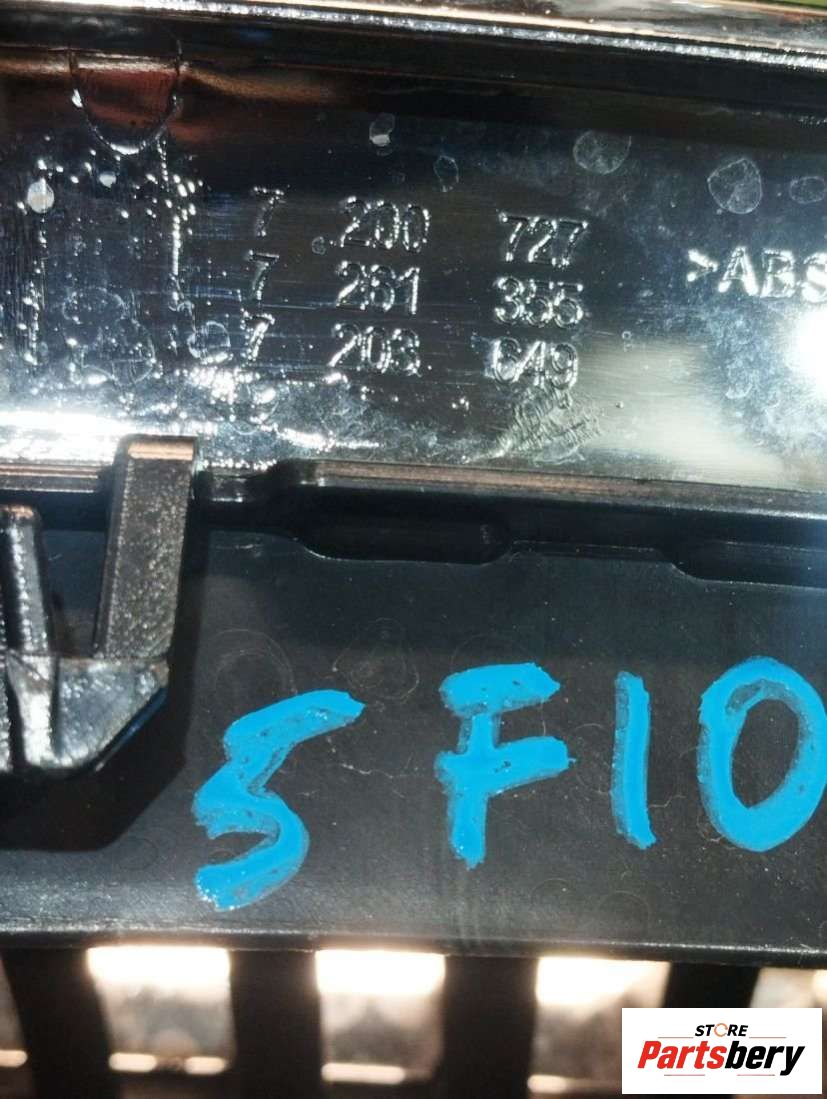 7 200 727
7 261 355
7 203 649
>ABS
5 F10
STORE
Partsbery